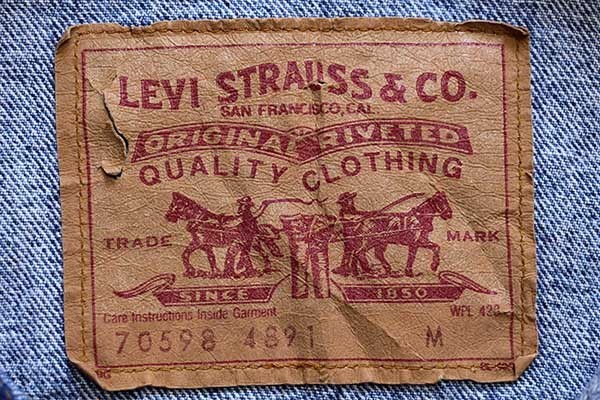 LEVI STRAUSS & CO.
SAN FRANCISCO, CAL
ORIGINAL RIVETED
QUALITY CLOTHING
TRADE MARK
SINCE 1850
Care Instructions Inside Garment WPL 423
70598 4891 M